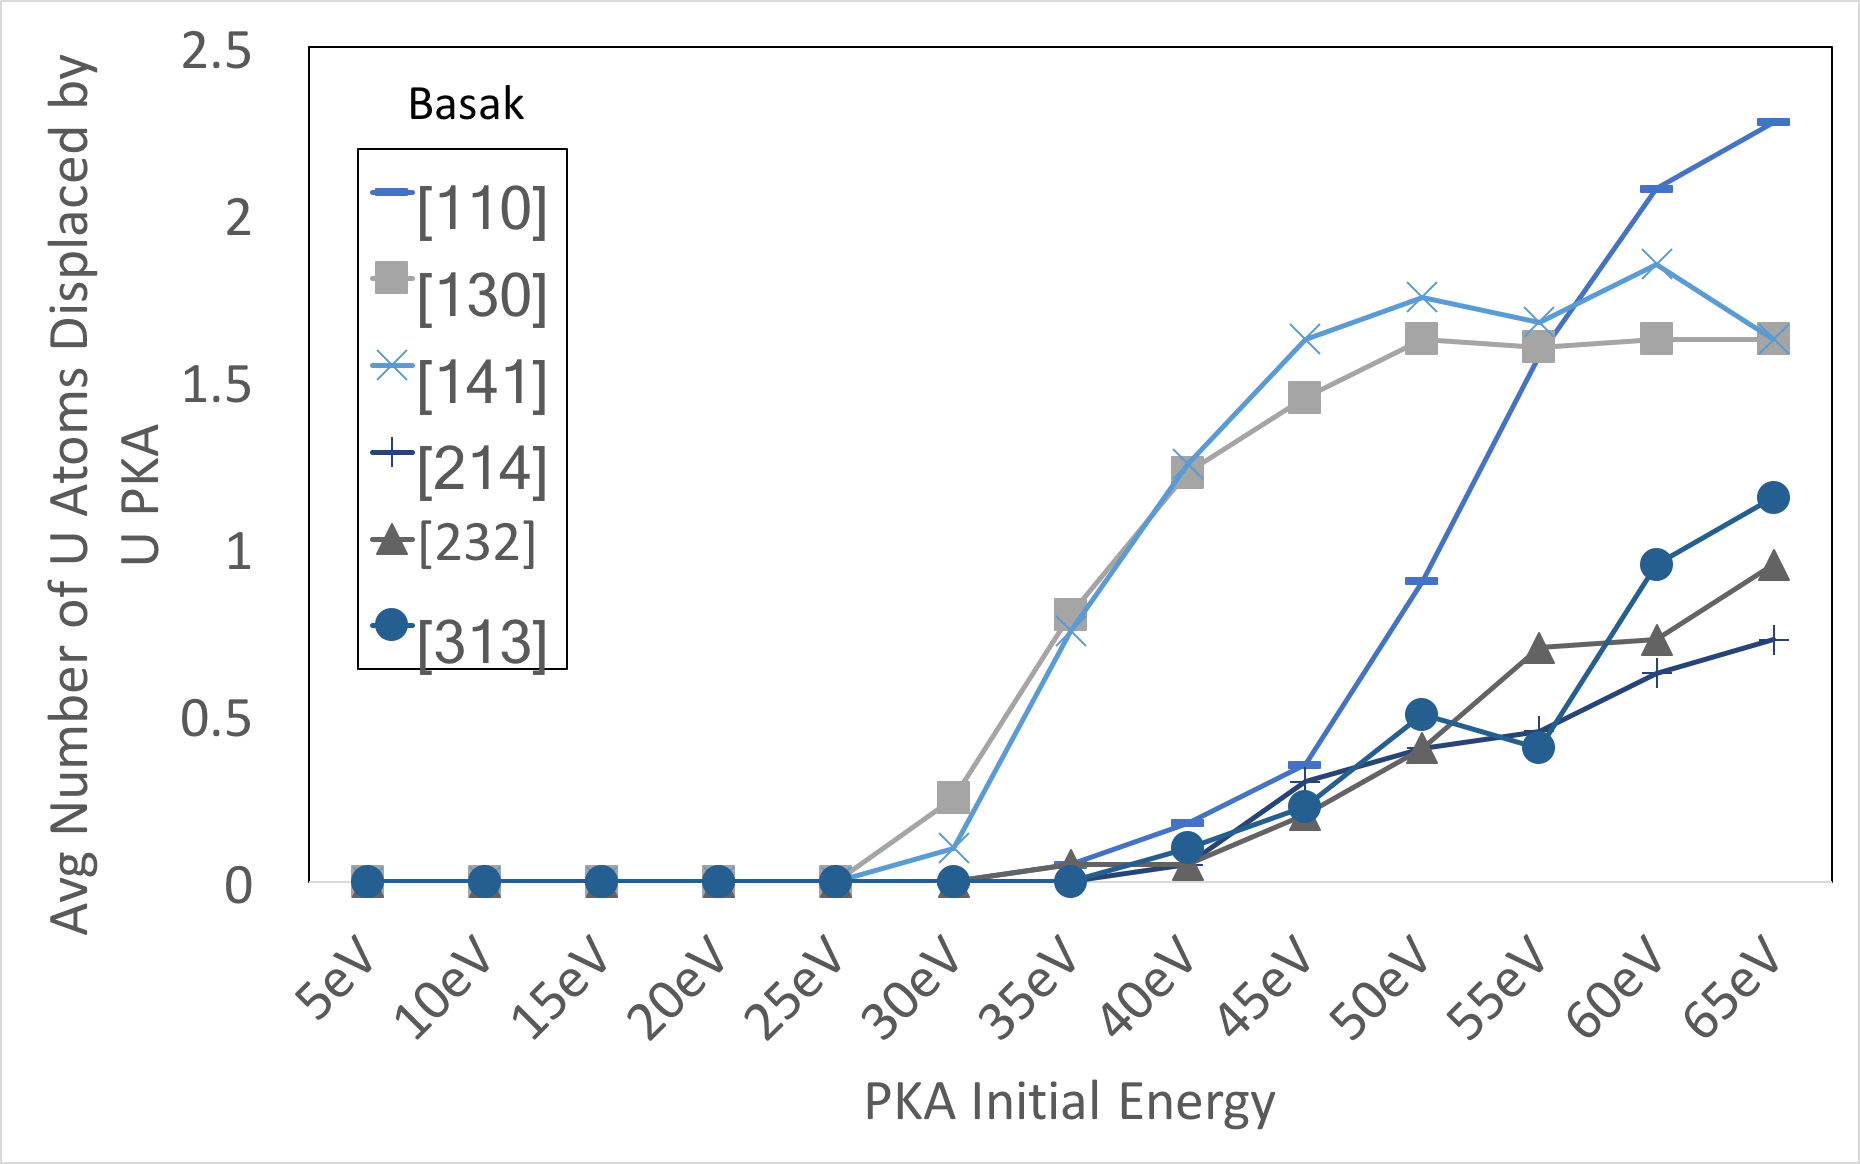 Avg Number of U Atoms Displaced by
U PKA
2.5
2
1.5
1
0.5
0
Basak
[110]
[130]
[141]
[214]
[232]
[313]
5eV
10eV
15eV
20eV
25eV
30eV
35eV
40eV
45eV
50eV
55eV
60eV
65eV
PKA Initial Energy